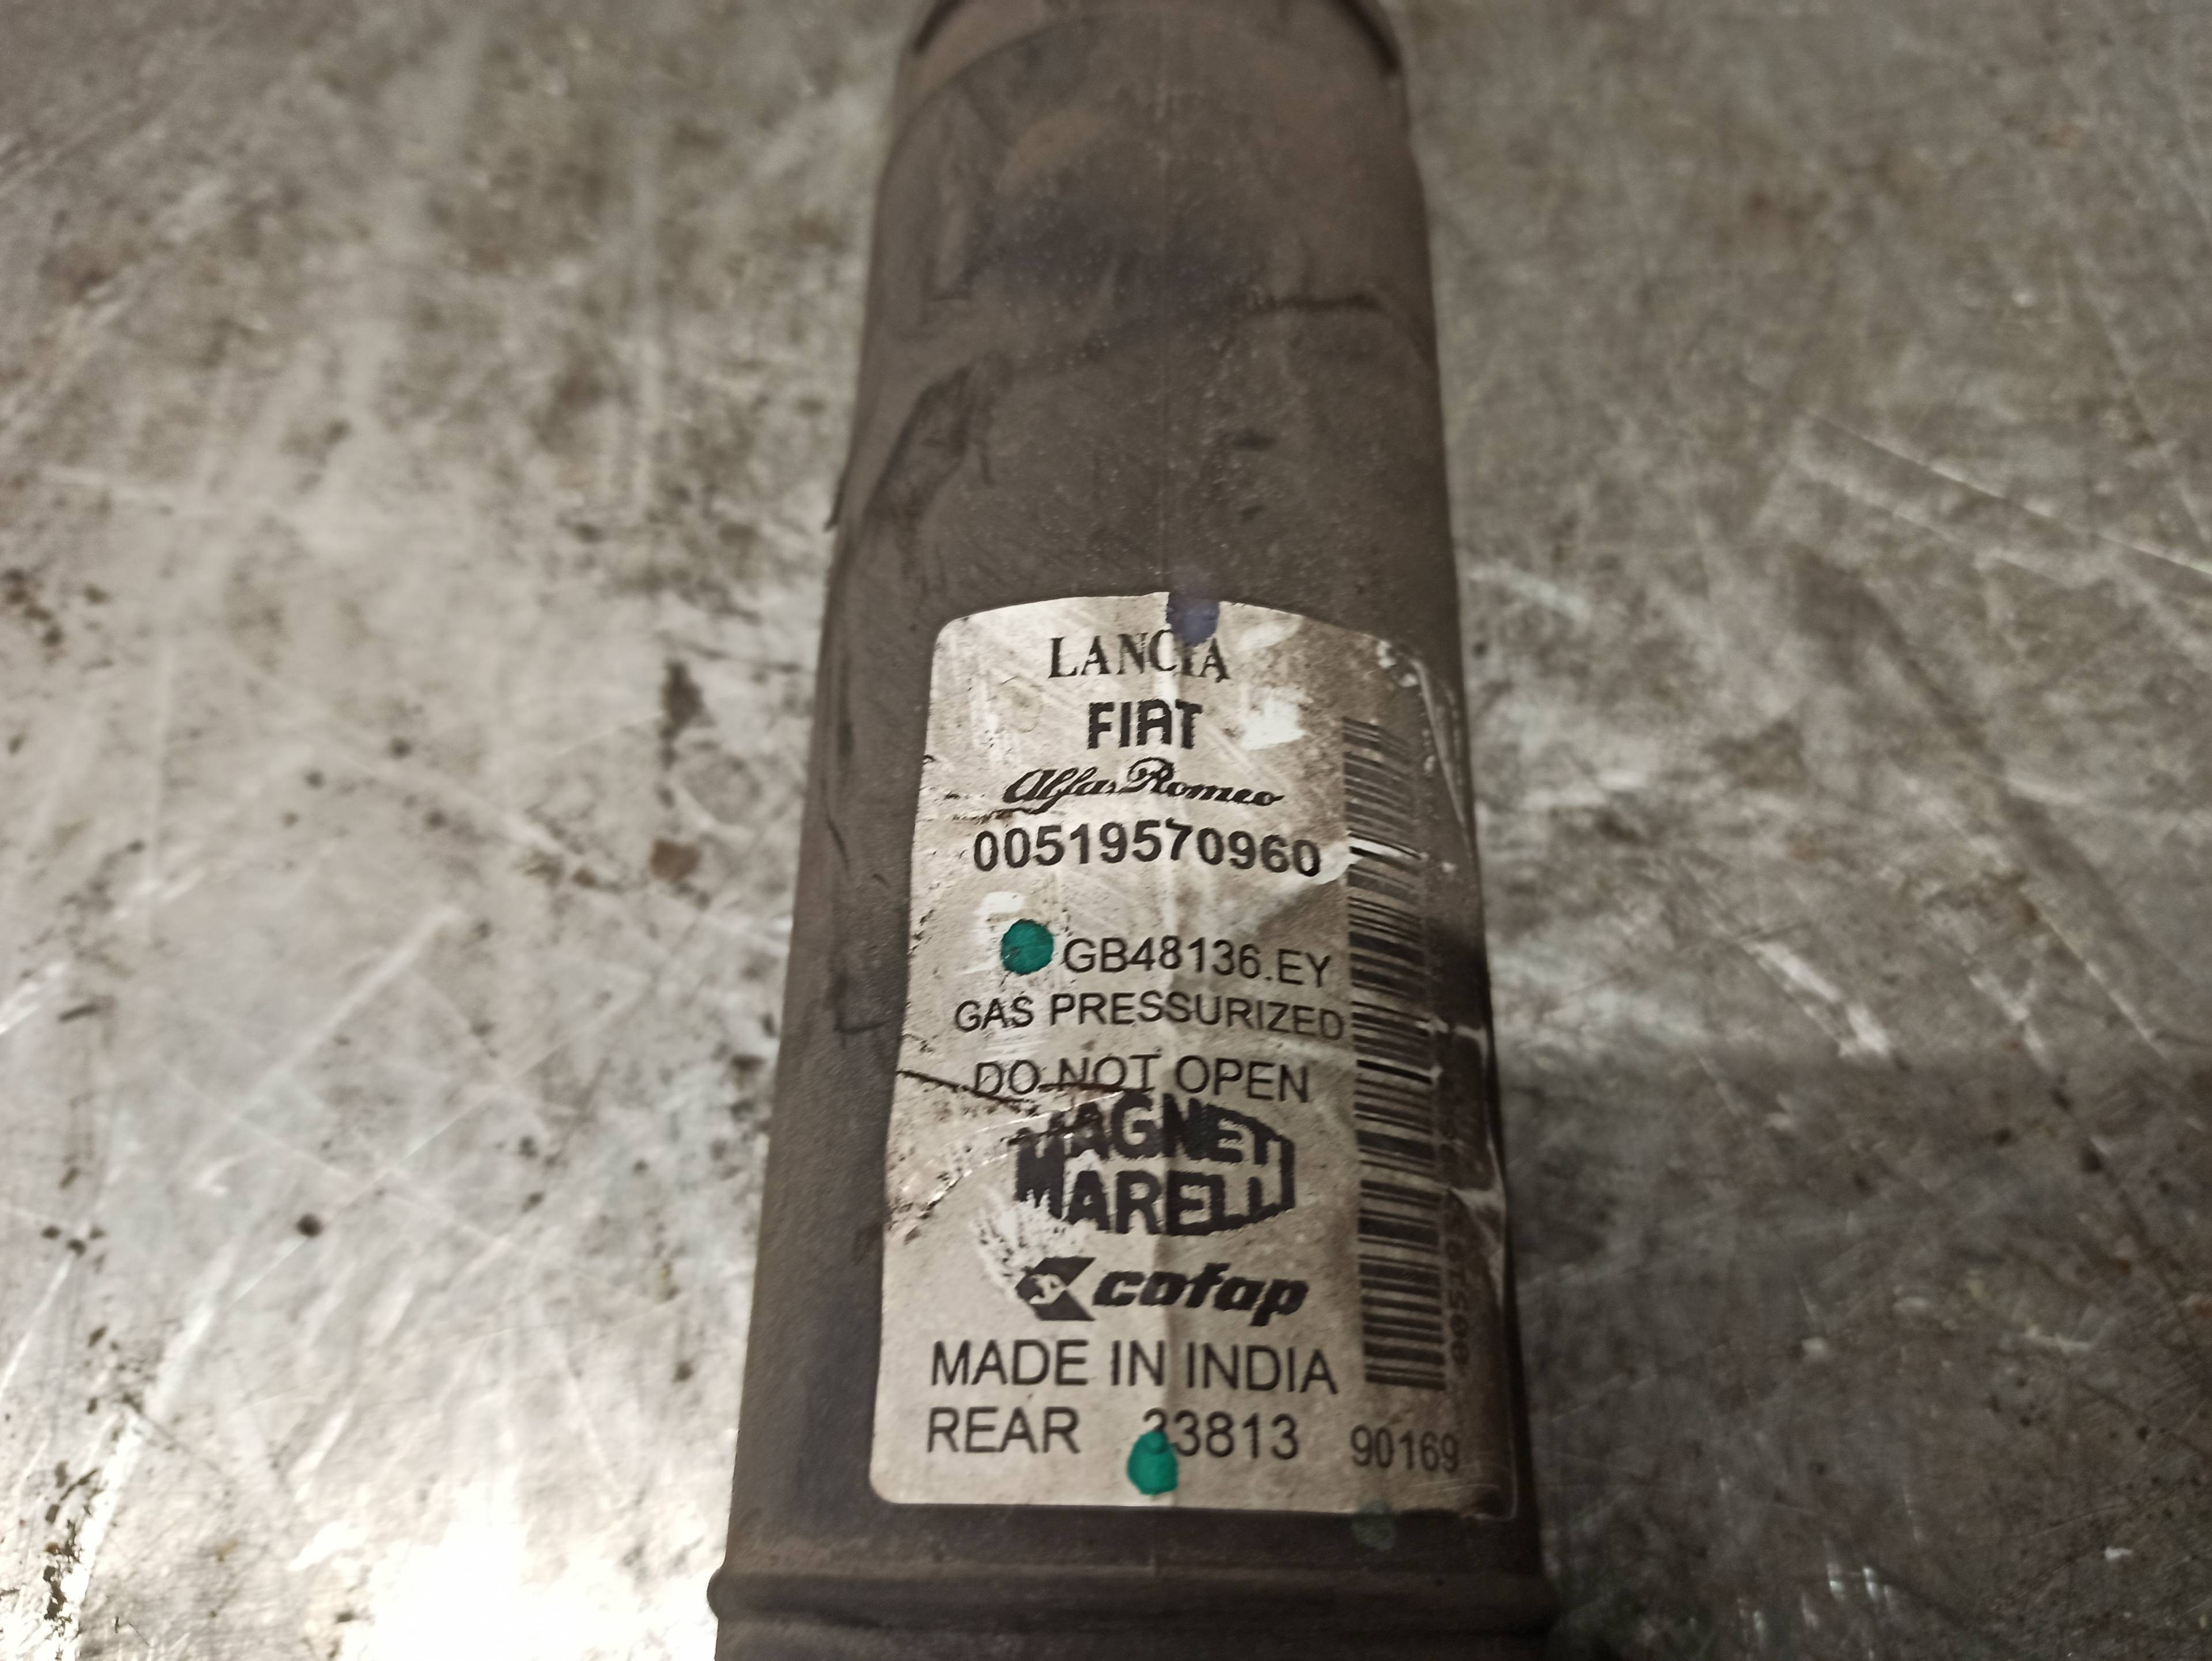 LANCIA
FIAT
Alfa Romeo
00519570960
GB48136.EY
GAS PRESSURIZED
DO NOT OPEN
MAGNETI
MARELLI
cofap
MADE IN INDIA
REAR 33813 90169